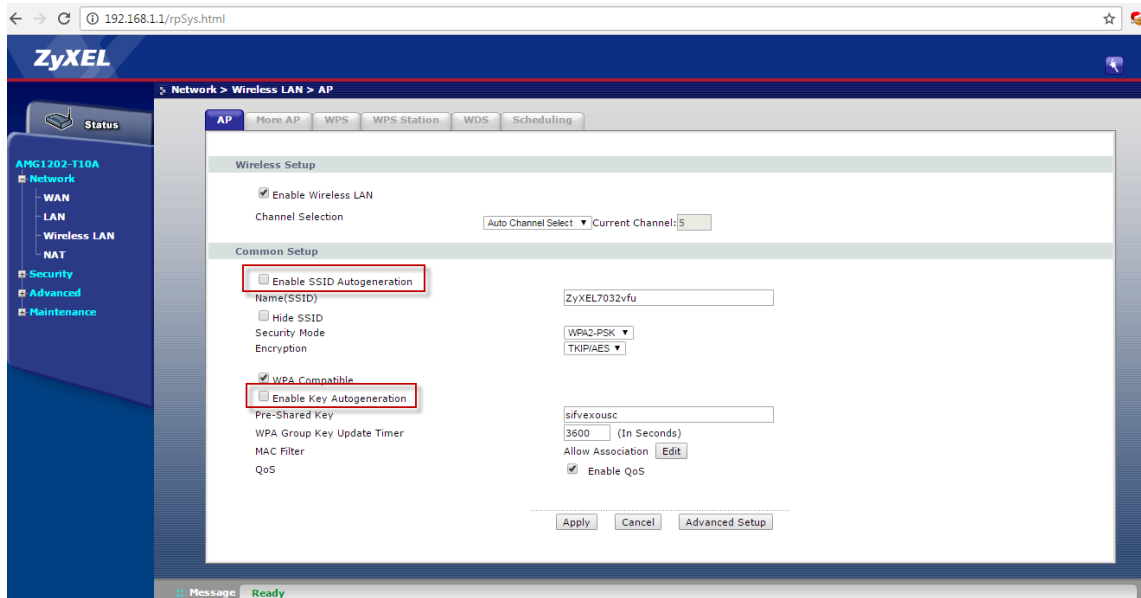 192.168.1.1/rpSys.html
ZyXEL
Network > Wireless LAN > AP
Status
AP More AP WPS WPS Station WDS Scheduling
AMG1202-T10A
Network
WAN
LAN
Wireless LAN
NAT
Security
Advanced
Maintenance
Wireless Setup
Enable Wireless LAN
Channel Selection Auto Channel Select Current Channel: 5
Common Setup
Enable SSID Autogeneration
Name(SSID) ZyXEL7032vfu
Hide SSID
Security Mode WPA2-PSK
Encryption TKIP/AES
WPA Compatible
Enable Key Autogeneration
Pre-Shared Key sifvexousc
WPA Group Key Update Timer 3600 (In Seconds)
MAC Filter Allow Association Edit
QoS Enable QoS
Apply Cancel Advanced Setup
Message Ready